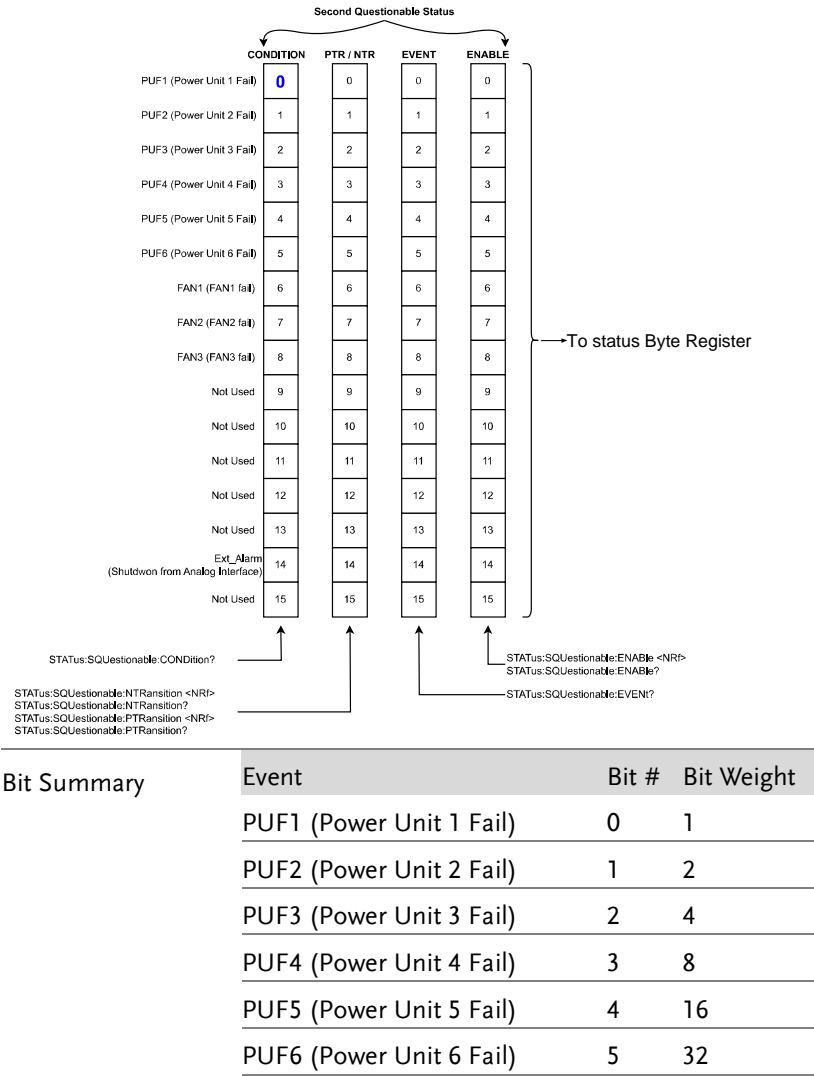 Second Questionable Status
CONDITION PTR / NTR EVENT ENABLE
PUF1 (Power Unit 1 Fail) 0 0 0 0
PUF2 (Power Unit 2 Fail) 1 1 1 1
PUF3 (Power Unit 3 Fail) 2 2 2 2
PUF4 (Power Unit 4 Fail) 3 3 3 3
PUF5 (Power Unit 5 Fail) 4 4 4 4
PUF6 (Power Unit 6 Fail) 5 5 5 5
FAN1 (FAN1 fail) 6 6 6 6
FAN2 (FAN2 fail) 7 7 7 7
To status Byte Register
FAN3 (FAN3 fail) 8 8 8 8
Not Used 9 9 9 9
Not Used 10 10 10 10
Not Used 11 11 11 11
Not Used 12 12 12 12
Not Used 13 13 13 13
Ext_Alarm
(Shutdwon from Analog Interface) 14 14 14 14
Not Used 15 15 15 15
STATus:SQUestionable:CONDition?
STATus:SQUestionable:ENABle <NRf>
STATus:SQUestionable:ENABle?
STATus:SQUestionable:NTRansition <NRf>
STATus:SQUestionable:NTRansition?
STATus:SQUestionable:PTRansition <NRf>
STATus:SQUestionable:PTRansition?
STATus:SQUestionable:EVENt?
Bit Summary
Event Bit # Bit Weight
PUF1 (Power Unit 1 Fail) 0 1
PUF2 (Power Unit 2 Fail) 1 2
PUF3 (Power Unit 3 Fail) 2 4
PUF4 (Power Unit 4 Fail) 3 8
PUF5 (Power Unit 5 Fail) 4 16
PUF6 (Power Unit 6 Fail) 5 32